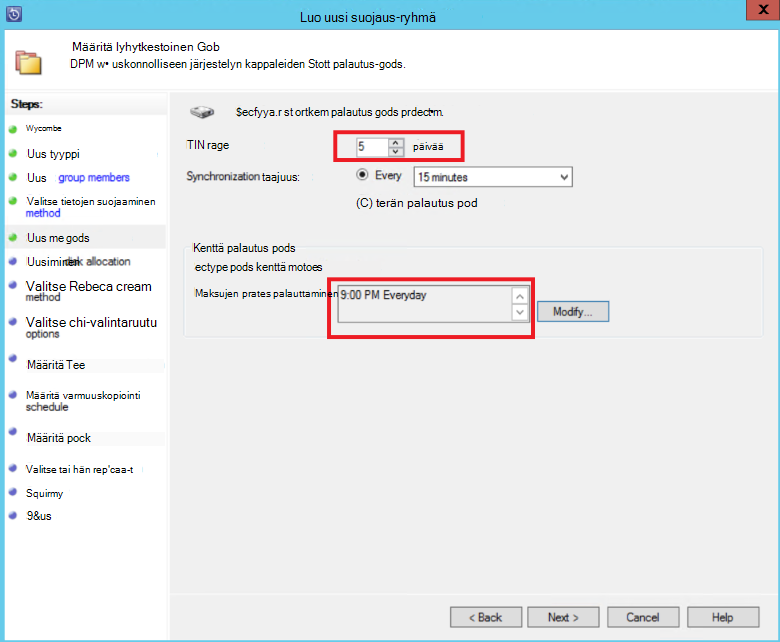 Luo uusi suojaus-ryhmä
X
Määritä lyhytkestoinen Gob
DPM w• uskonnolliseen järjestelyn kappaleiden Stott palautus-gods.
Steps:
Wycombe
Uus tyyppi
Uus group members
Valitse tietojen suojaaminen
method
Uus me gods
Uusiminen disk allocation
Valitse Rebeca cream
method
Valitse chi-valintaruutu
options
Määritä Tee
Määritä varmuuskopiointi
schedule
Määritä pock
Valitse tai hän rep'caa-t
Squirmy
9&us
$ecfyya.r st ortkem palautus gods prdectm.
TIN rage
5
päivää
Synchronization taajuus:
Every
15 minutes
(C) terän palautus pod
Kenttä palautus pods
ectype pods kenttä motoes
Maksujen prates palauttaminen
9:00 PM Everyday
Modify...
< Back
Next >
Cancel
Help